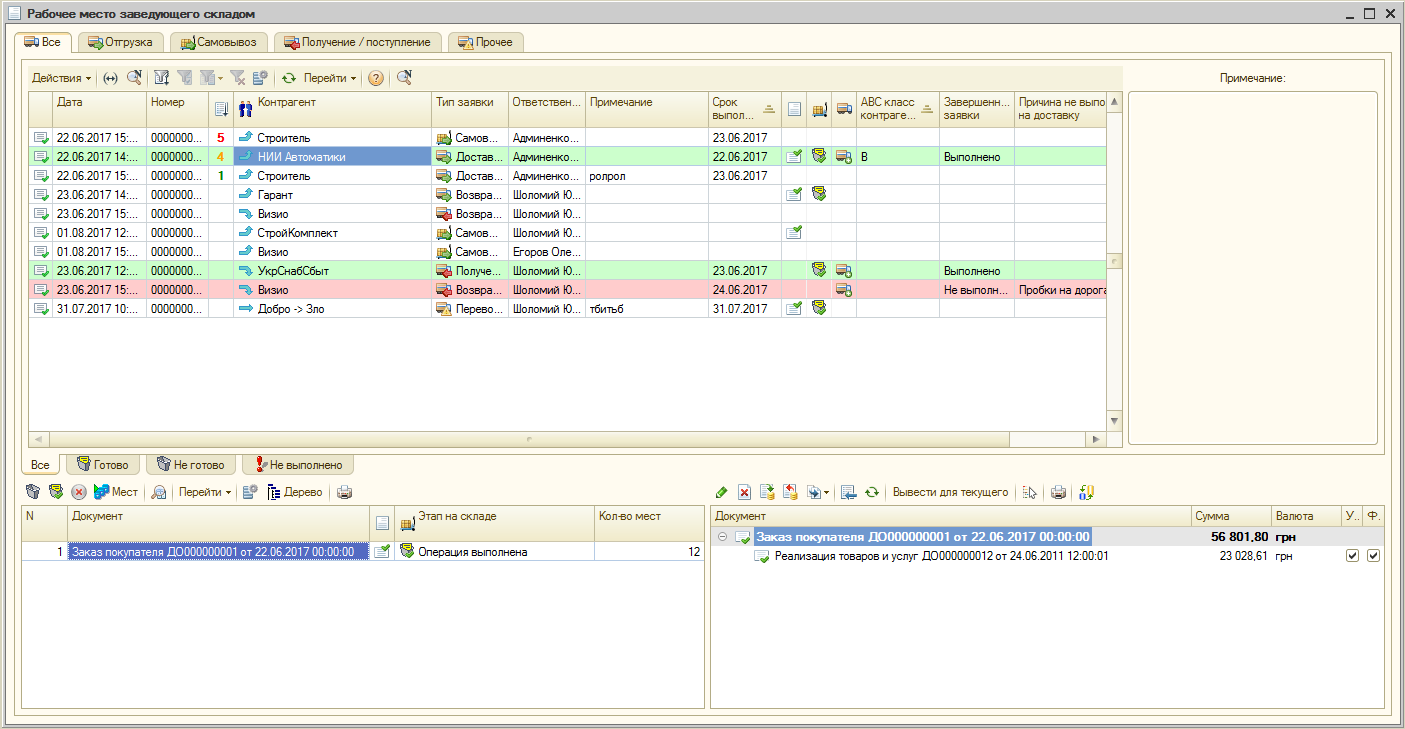 Рабочее место заведующего складом
Все Отгрузка Самовывоз Получение / поступление Прочее
Действия Перейти Примечание:
Дата Номер Контрагент Тип заявки Ответствен... Примечание Срок выпол... ABC класс контраге... Завершенн... заявки Причина не выпо на доставку
22.06.2017 15:... 0000000... 5 Строитель Самов... Админенко... 23.06.2017
22.06.2017 14:... 0000000... 4 НИИ Автоматики Достав... Админенко... 22.06.2017 B Выполнено
22.06.2017 15:... 0000000... 1 Строитель Достав... Админенко... ролрол 23.06.2017
23.06.2017 14:... 0000000... Гарант Возвра... Шоломий Ю...
23.06.2017 15:... 0000000... Визио Возвра... Шоломий Ю...
01.08.2017 12:... 0000000... СтройКомплект Самов... Шоломий Ю...
01.08.2017 15:... 0000000... Визио Самов... Егоров Оле...
23.06.2017 12:... 0000000... УкрСнабСбыт Получе... Шоломий Ю... 23.06.2017 Выполнено
23.06.2017 15:... 0000000... Визио Возвра... Шоломий Ю... 24.06.2017 Не выполн... Пробки на дорога
31.07.2017 10:... 0000000... Добро -> Зло Перево... Шоломий Ю... тбитьб 31.07.2017
Все Готово Не готово Не выполнено
Мест Перейти Дерево Вывести для текущего
N Документ Этап на складе Кол-во мест
1 Заказ покупателя ДО000000001 от 22.06.2017 00:00:00 Операция выполнена 12
Документ Сумма Валюта У.. Ф.
Заказ покупателя ДО000000001 от 22.06.2017 00:00:00 56 801,80 грн
Реализация товаров и услуг ДО000000012 от 24.06.2011 12:00:01 23 028,61 грн